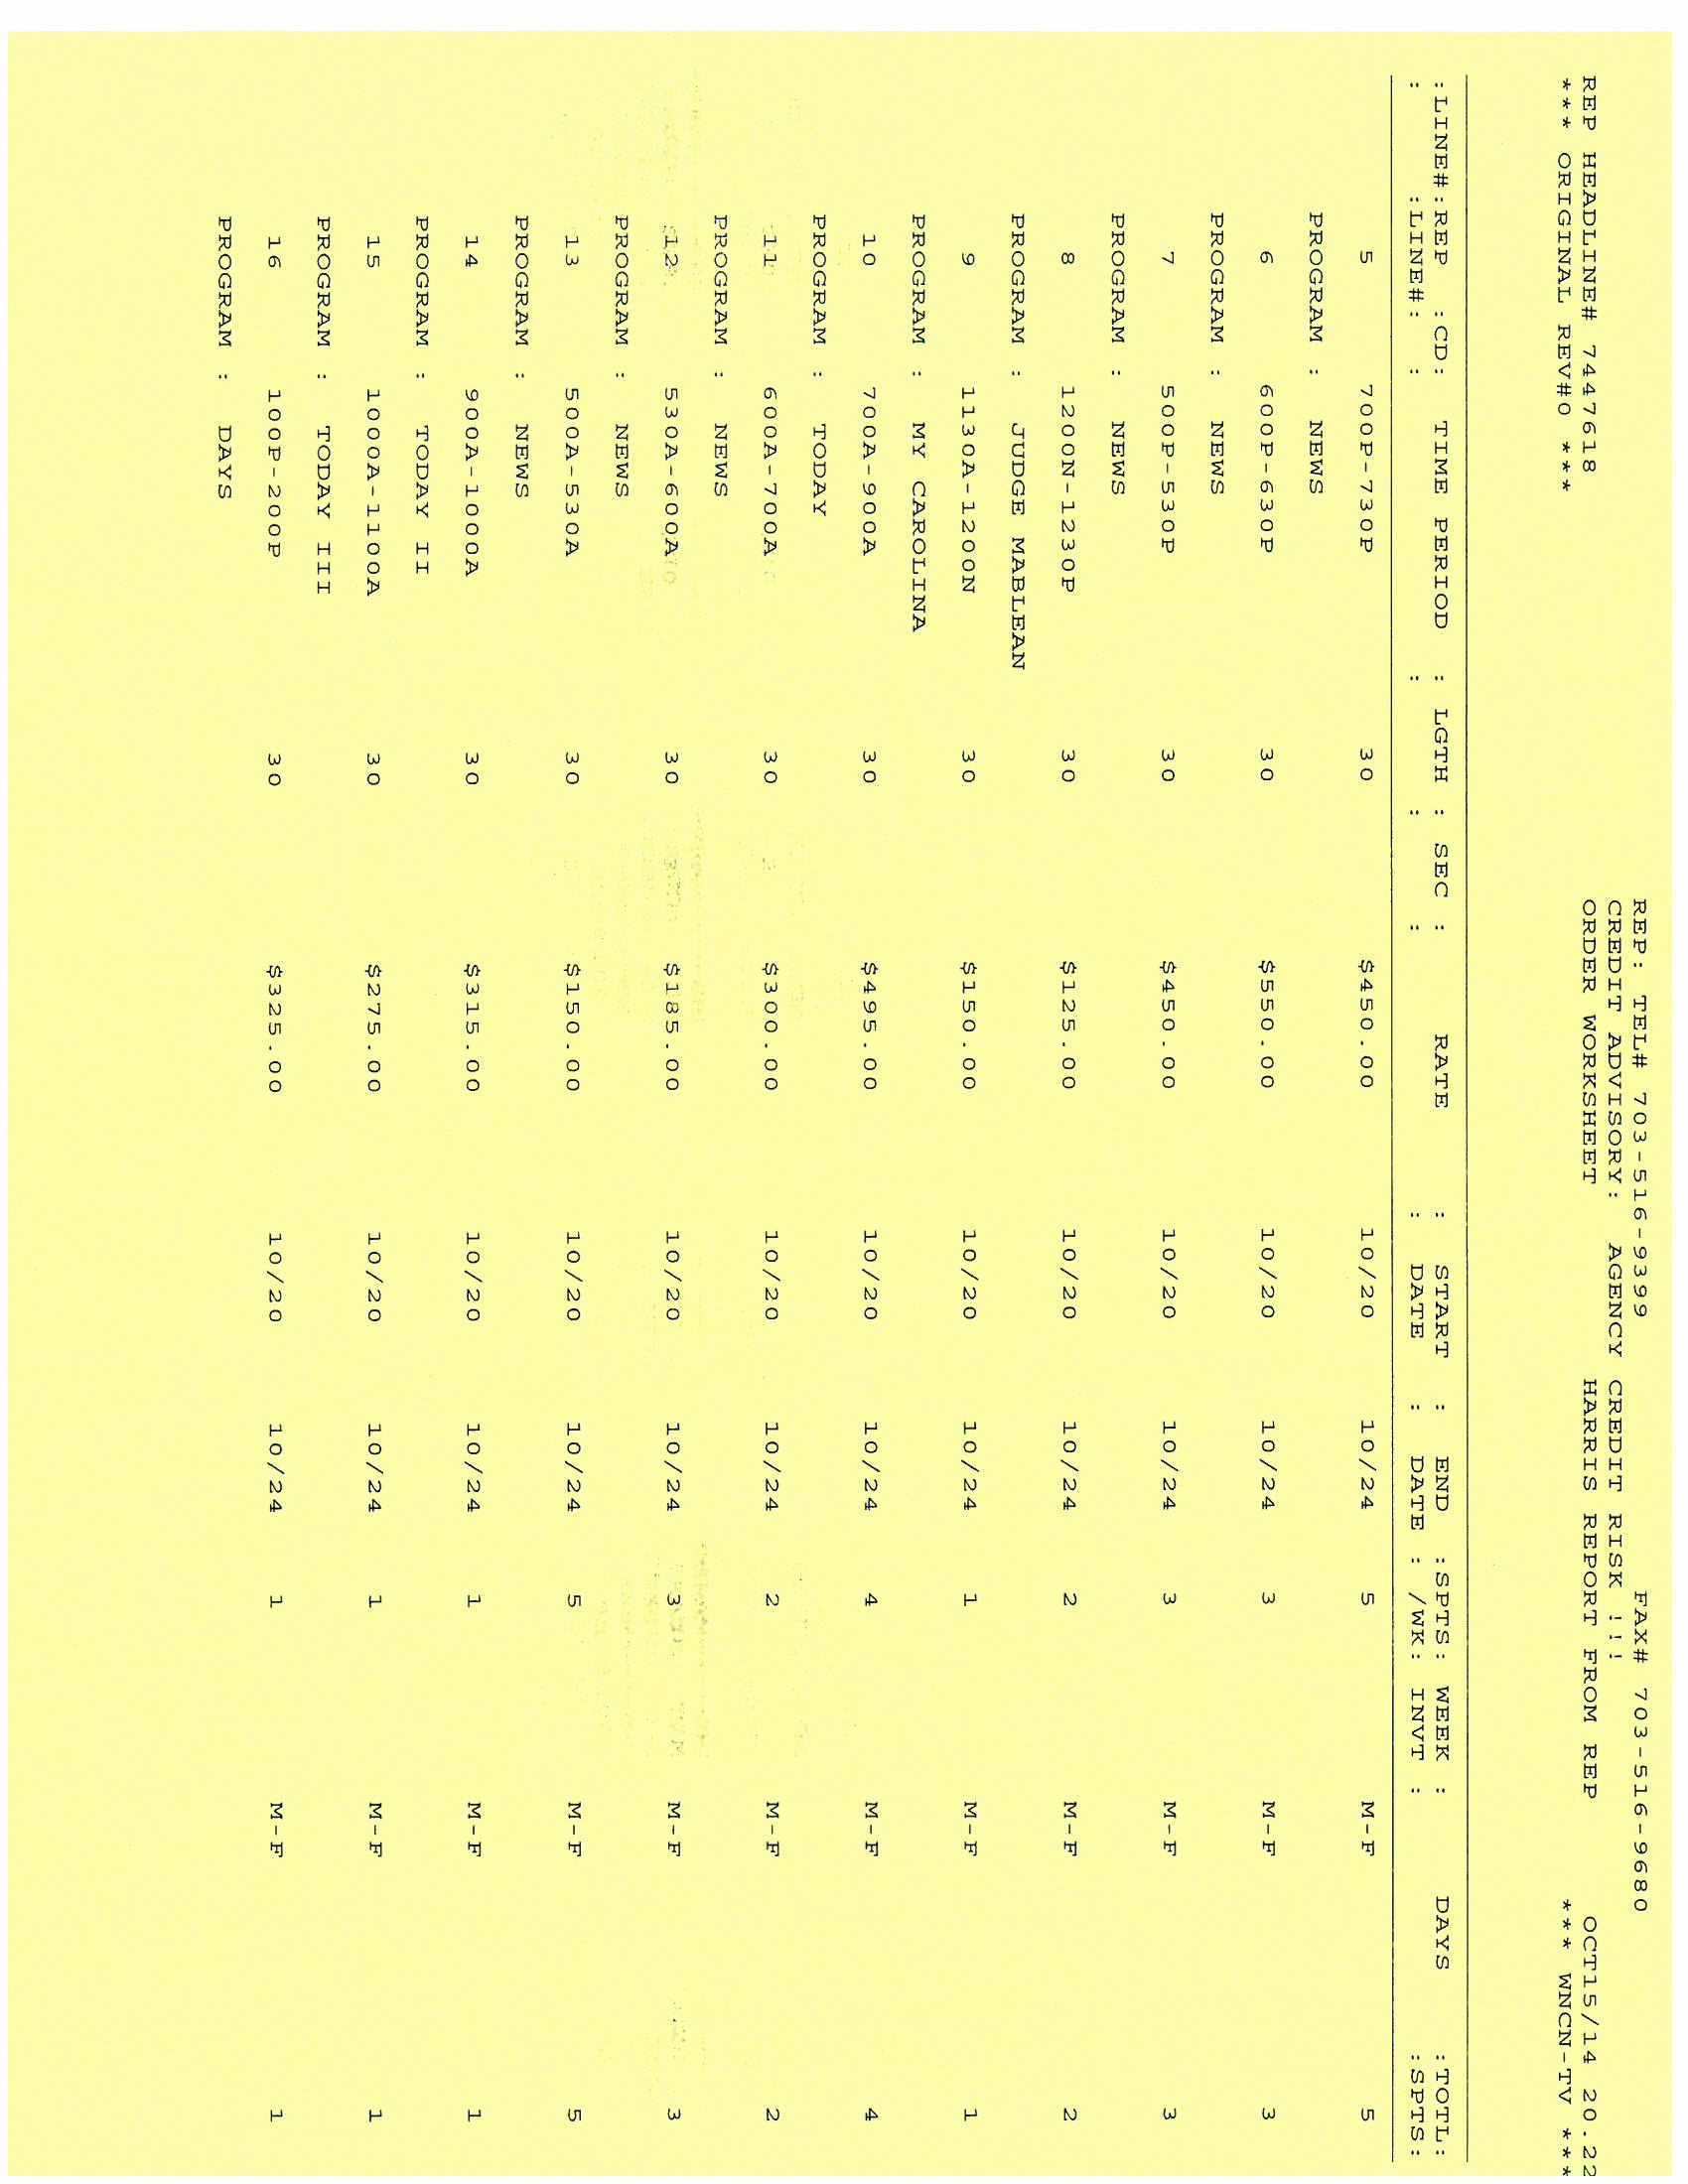 REP: TEL# 703-516-9399 FAX# 703-516-9680
CREDIT ADVISORY: AGENCY CREDIT RISK !!!
REP HEADLINE# 7447618 ORDER WORKSHEET HARRIS REPORT FROM REP OCT15/14 20.22
*** ORIGINAL REV#0 *** *** WNCN-TV ***
:LINE#:REP :CD: TIME PERIOD : LGTH : SEC : RATE : START : END :SPTS: WEEK : DAYS :TOTL:
: :LINE#: : : : : DATE : DATE : /WK: INVT : :SPTS:
5 700P-730P 30 $450.00 10/20 10/24 5 M-F 5
PROGRAM : NEWS
6 600P-630P 30 $550.00 10/20 10/24 3 M-F 3
PROGRAM : NEWS
7 500P-530P 30 $450.00 10/20 10/24 3 M-F 3
PROGRAM : NEWS
8 1200N-1230P 30 $125.00 10/20 10/24 2 M-F 2
PROGRAM : JUDGE MABLEAN
9 1130A-1200N 30 $150.00 10/20 10/24 1 M-F 1
PROGRAM : MY CAROLINA
10 700A-900A 30 $495.00 10/20 10/24 4 M-F 4
PROGRAM : TODAY
11 600A-700A 30 $300.00 10/20 10/24 2 M-F 2
PROGRAM : NEWS
12 530A-600A 30 $185.00 10/20 10/24 3 M-F 3
PROGRAM : NEWS
13 500A-530A 30 $150.00 10/20 10/24 5 M-F 5
PROGRAM : NEWS
14 900A-1000A 30 $315.00 10/20 10/24 1 M-F 1
PROGRAM : TODAY II
15 1000A-1100A 30 $275.00 10/20 10/24 1 M-F 1
PROGRAM : TODAY III
16 100P-200P 30 $325.00 10/20 10/24 1 M-F 1
PROGRAM : DAYS